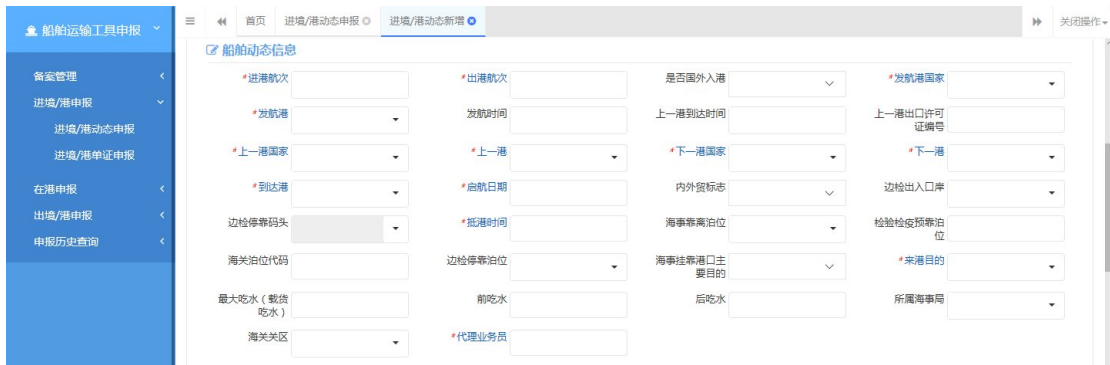 船舶运输工具申报
首页 进境/港动态申报 进境/港动态新增 关闭操作
船舶动态信息
备案管理
进境/港申报
进境/港动态申报
进境/港单证申报
在港申报
出境/港申报
申报历史查询
*进港航次 *出港航次 是否国外入港 *发航港国家
*发航港 发航时间 上一港到达时间 上一港出口许可
证编号
*上一港国家 *上一港 *下一港国家 *下一港
*到达港 *启航日期 内外贸标志 边检出入口岸
边检停靠码头 *抵港时间 海事靠离泊位 检验检疫预靠泊
位
海关泊位代码 边检停靠泊位 海事挂靠港口主
要目的 *来港目的
最大吃水（载货
吃水） 前吃水 后吃水 所属海事局
海关关区 *代理业务员